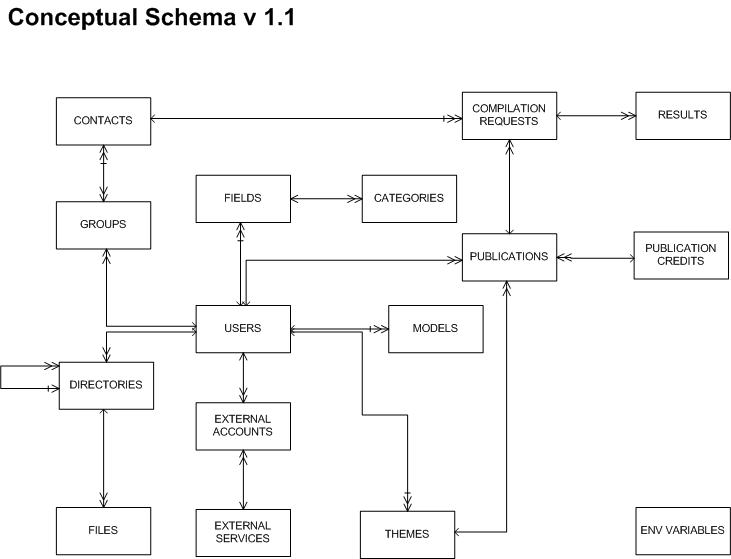 Conceptual Schema v 1.1
CONTACTS
COMPILATION
REQUESTS
RESULTS
FIELDS
CATEGORIES
GROUPS
PUBLICATIONS
PUBLICATION
CREDITS
USERS
MODELS
DIRECTORIES
EXTERNAL
ACCOUNTS
FILES
EXTERNAL
SERVICES
THEMES
ENV VARIABLES